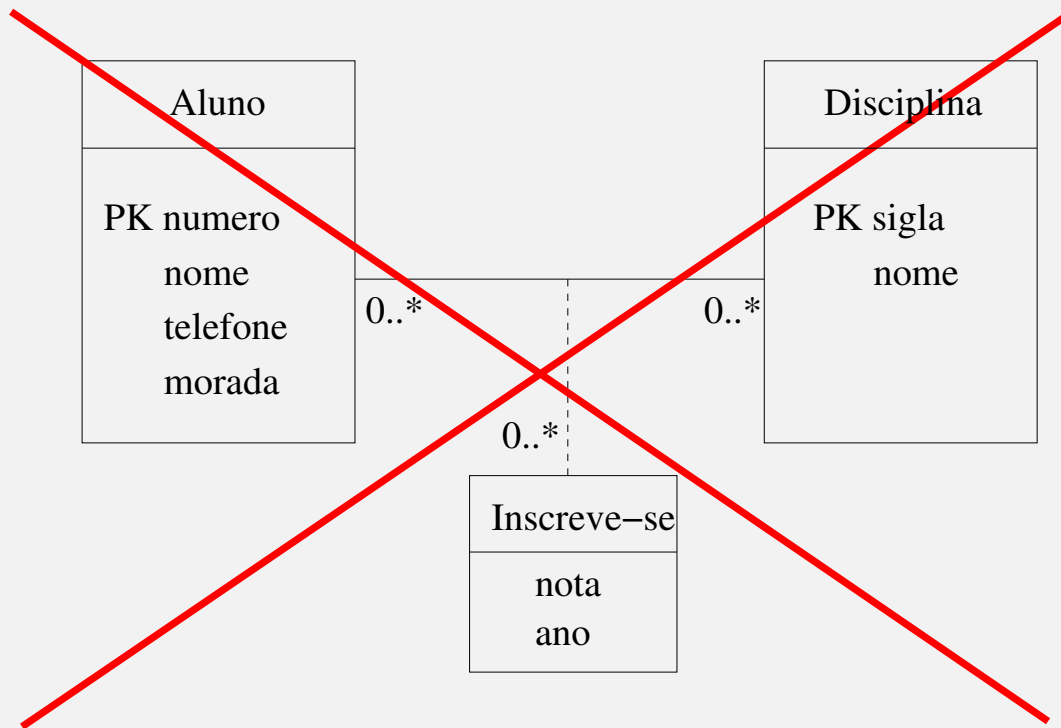 Aluno
PK numero
nome
telefone
morada
0..*
0..*
Disciplina
PK sigla
nome
0..*
Inscreve−se
nota
ano